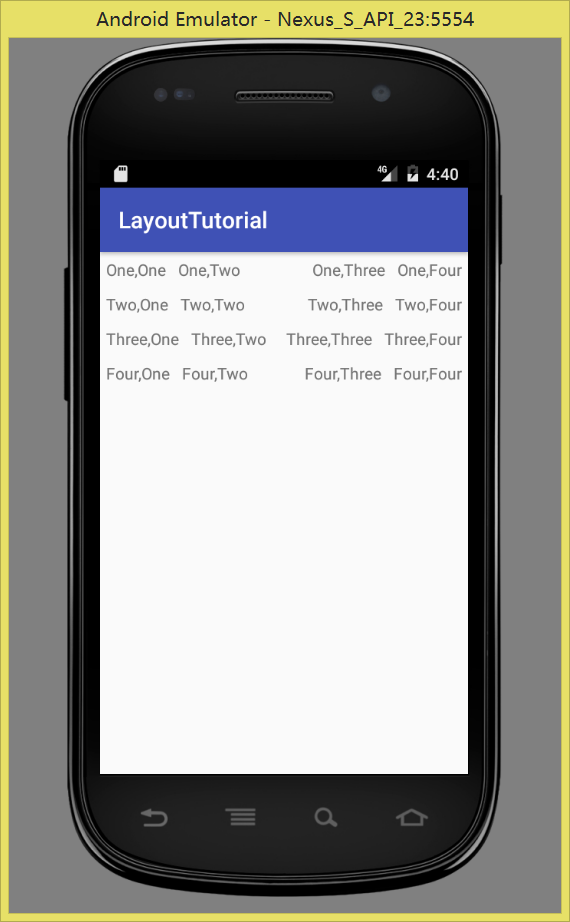 Android Emulator - Nexus_S_API_23:5554
4G 4:40
LayoutTutorial
One,One One,Two One,Three One,Four
Two,One Two,Two Two,Three Two,Four
Three,One Three,Two Three,Three Three,Four
Four,One Four,Two Four,Three Four,Four